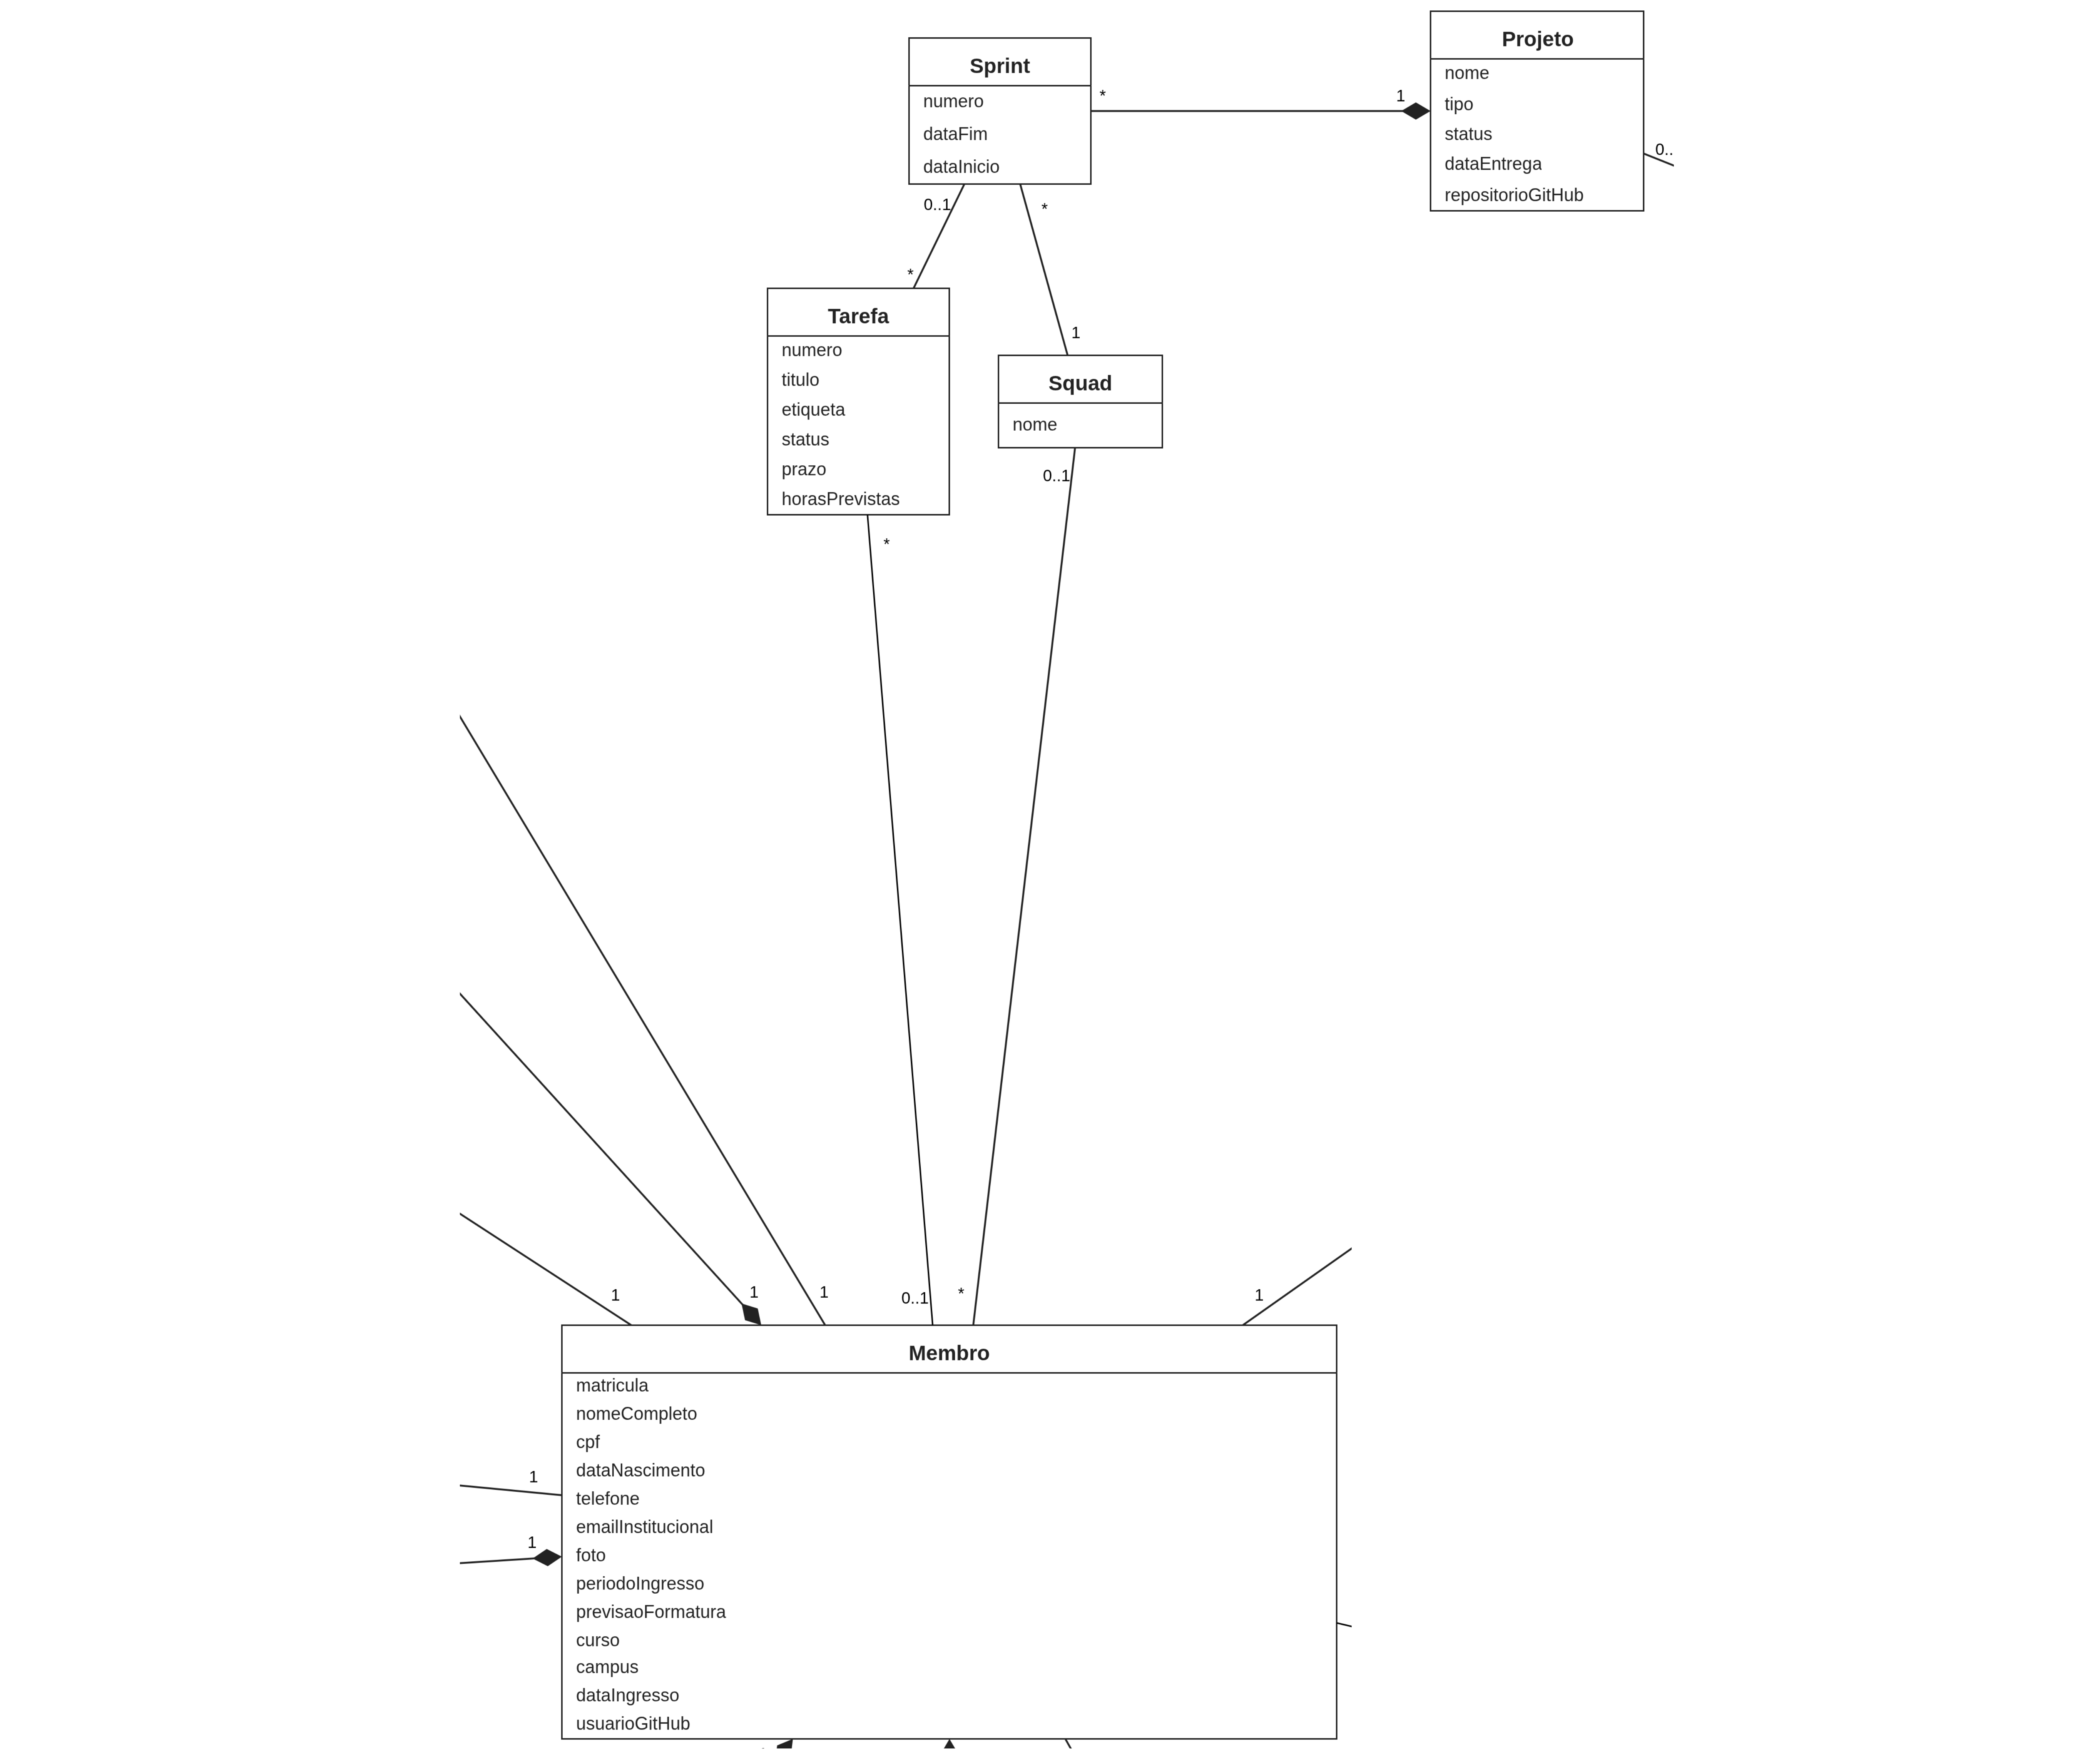 Projeto
nome
tipo
status
dataEntrega
repositorioGitHub
0..
Sprint
numero
dataFim
dataInicio
*
1
0..1
*
*
1
Tarefa
numero
titulo
etiqueta
status
prazo
horasPrevistas
*
Squad
nome
0..1
1
1
1
0..1
*
1
Membro
matricula
nomeCompleto
cpf
dataNascimento
telefone
emailInstitucional
foto
periodoIngresso
previsaoFormatura
curso
campus
dataIngresso
usuarioGitHub
1
1